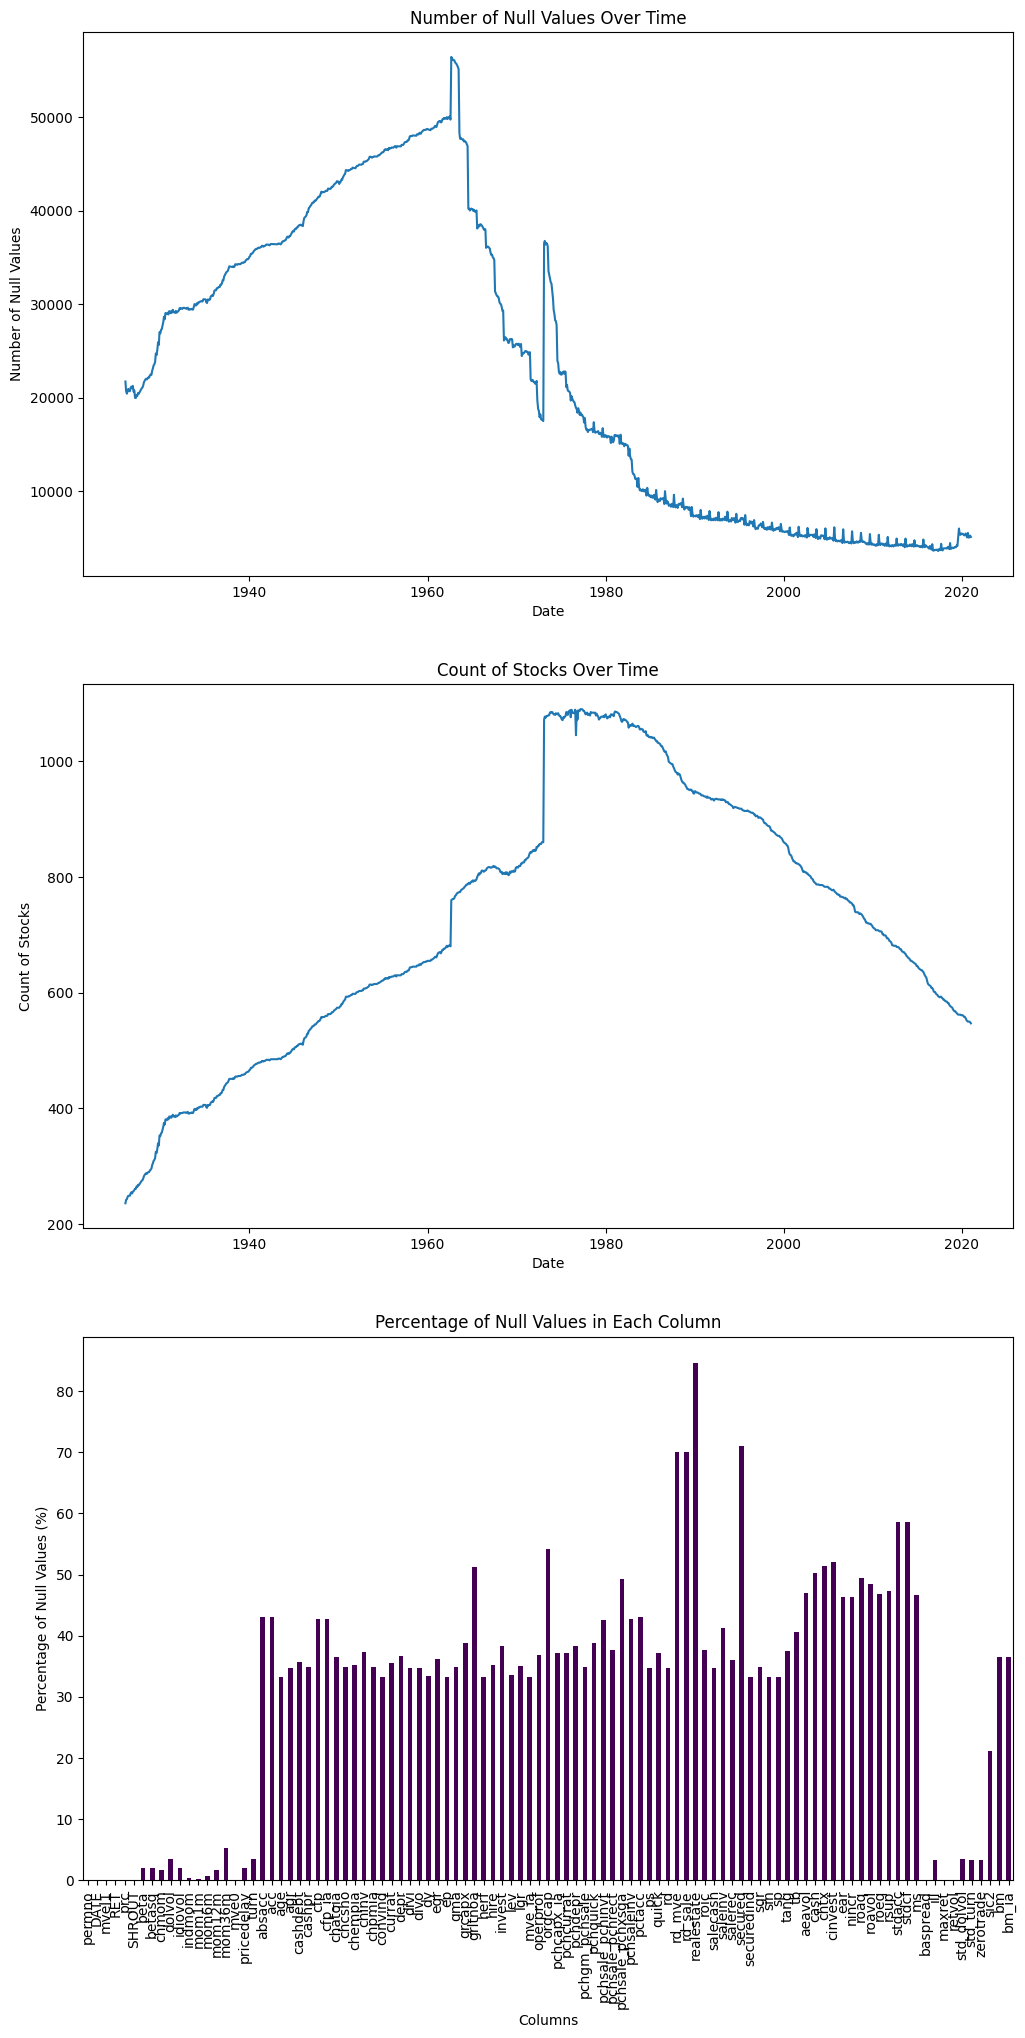 Number of Null Values Over Time
50000
40000
30000
20000
10000
Number of Null Values
1940
1960
1980
2000
2020
Date
Count of Stocks Over Time
1000
800
600
400
200
Count of Stocks
1940
1960
1980
2000
2020
Date
Percentage of Null Values in Each Column
80
70
60
50
40
30
20
10
0
Percentage of Null Values (%)
permno
DATE
mvel1
RET
prc
SHROUT
beta
betasq
chmom
dolvol
idiovol
indmom
mom1m
mom6m
mom12m
mom36m
mve0
pricedelay
turn
absacc
acc
age
agr
cashdebt
cashpr
cfp
cfp_ia
chatoia
chcsho
chempia
chinv
chpmia
convind
currat
depr
divi
divo
dy
egr
ep
gma
grcapx
grltnoa
herf
hire
invest
lev
lgr
mve_ia
operprof
orgcap
pchcapx_ia
pchcurrat
pchdepr
pchgm_pchsale
pchquick
pchsale_pchinvt
pchsale_pchrect
pchsale_pchxsga
pchsaleinv
pctacc
ps
quick
rd
rd_mve
rd_sale
realestate
roic
salecash
saleinv
salerec
secured
securedind
sgr
sin
sp
tang
tb
aeavol
cash
chtx
cinvest
nincr
roaq
roavol
roeq
rsup
stdacc
stdcf
ms
baspread
ill
maxret
retvol
std_dolvol
std_turn
zerotrade
sic2
bm
bm_ia
Columns